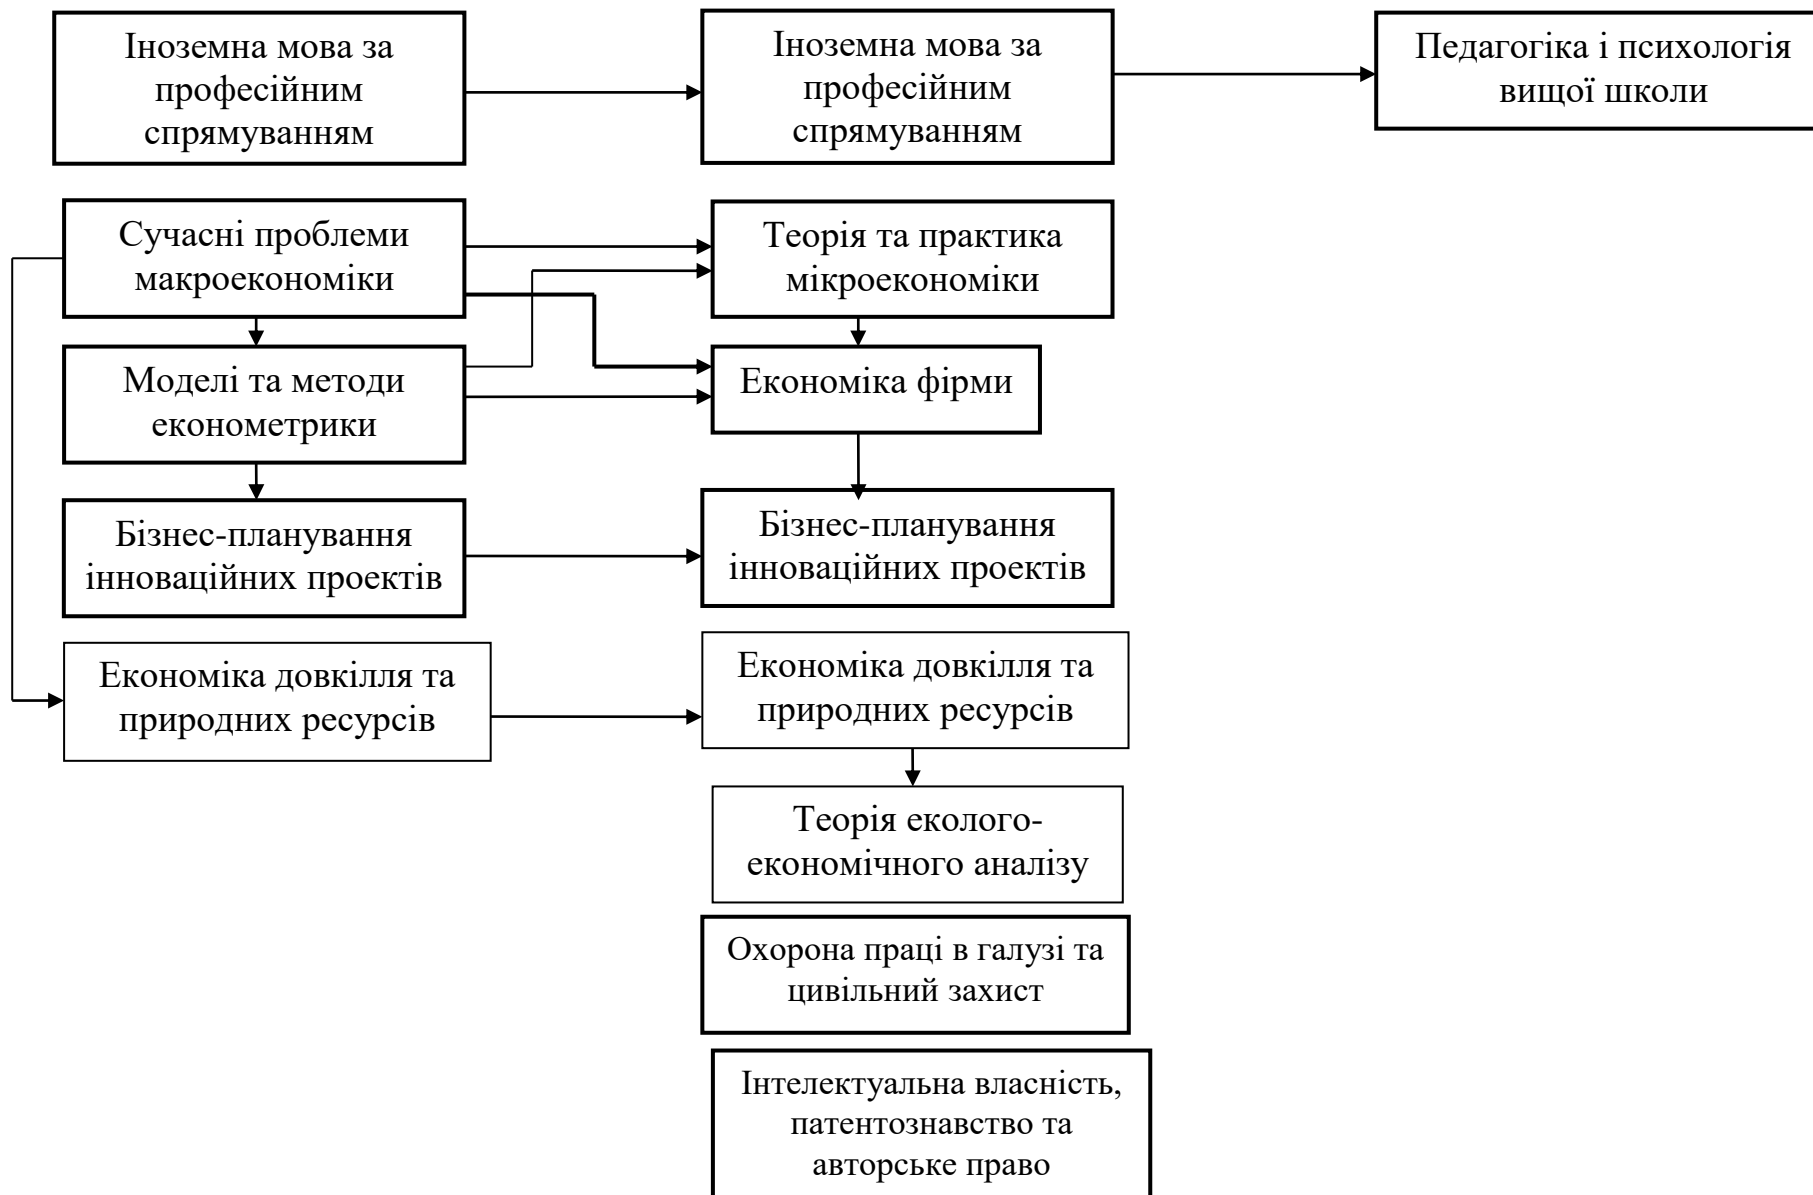 Іноземна мова за
професійним
спрямуванням
Іноземна мова за
професійним
спрямуванням
Педагогіка і психологія
вищої школи
Сучасні проблеми
макроекономіки
Теорія та практика
мікроекономіки
Моделі та методи
економетрики
Економіка фірми
Бізнес-планування
інноваційних проектів
Бізнес-планування
інноваційних проектів
Економіка довкілля та
природних ресурсів
Економіка довкілля та
природних ресурсів
Теорія еколого-
економічного аналізу
Охорона праці в галузі та
цивільний захист
Інтелектуальна власність,
патентознавство та
авторське право